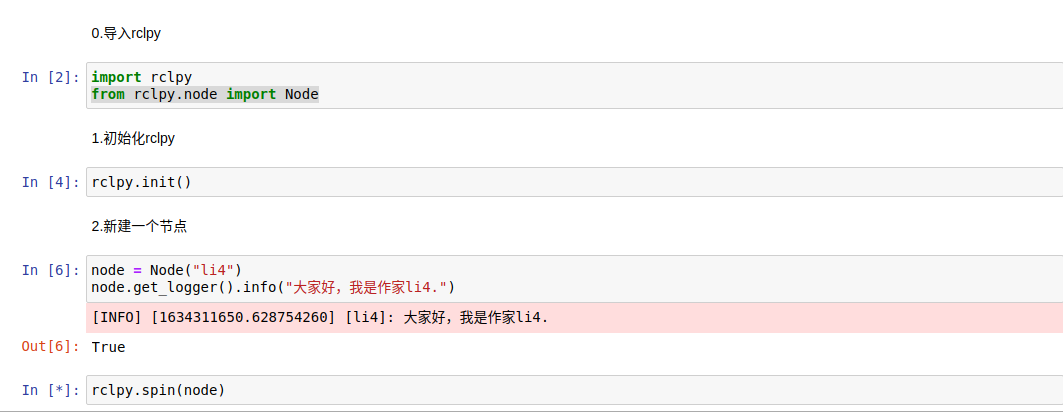 0.导入rclpy
In [2]: import rclpy
from rclpy.node import Node
1.初始化rclpy
In [4]: rclpy.init()
2.新建一个节点
In [6]: node = Node("li4")
node.get_logger().info("大家好，我是作家li4.")
[INFO] [1634311650.628754260] [li4]: 大家好，我是作家li4.
Out[6]: True
In [*]: rclpy.spin(node)